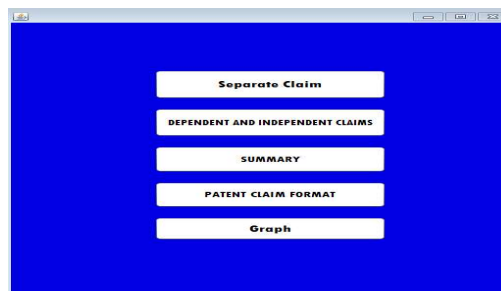 Separate Claim
DEPENDENT AND INDEPENDENT CLAIMS
SUMMARY
PATENT CLAIM FORMAT
Graph